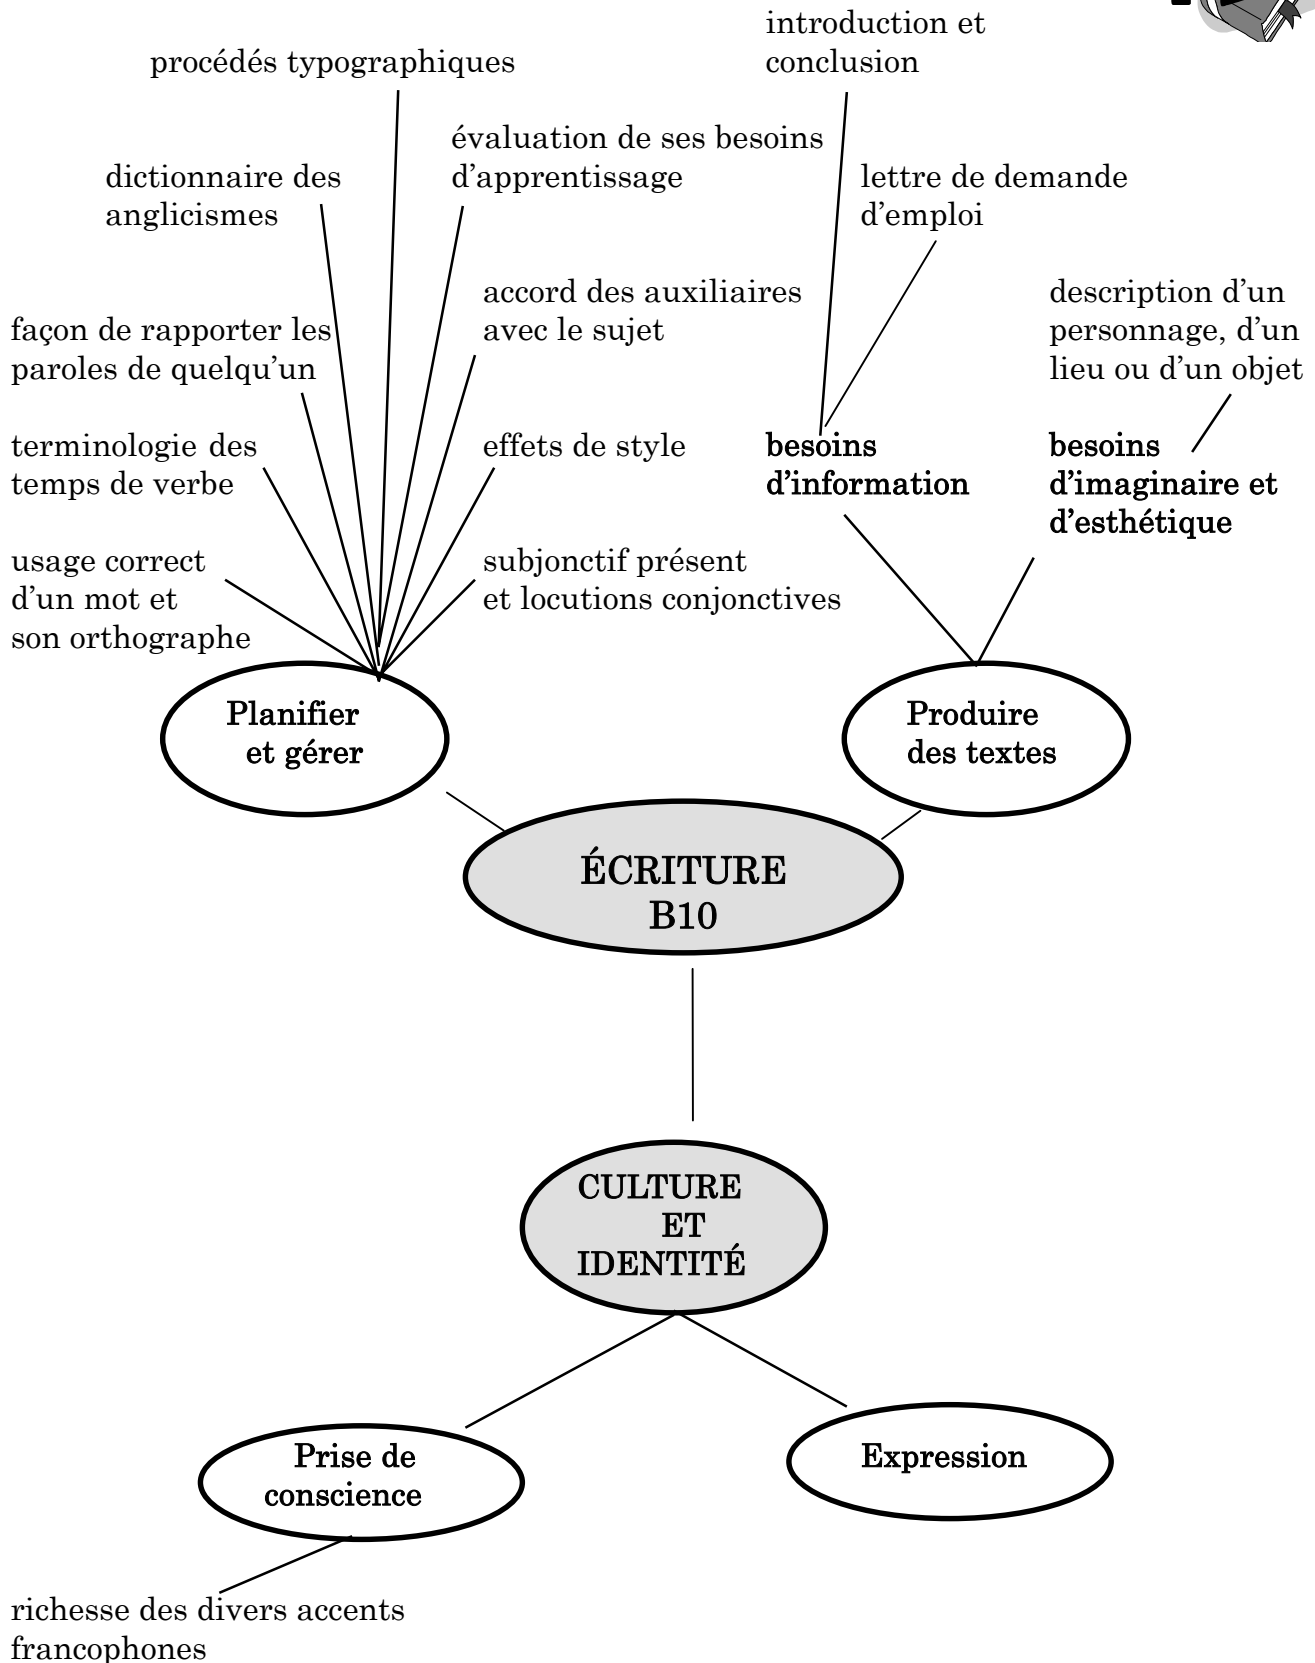 introduction et
conclusion
procédés typographiques
évaluation de ses besoins
d'apprentissage
dictionnaire des
anglicismes
lettre de demande
d'emploi
accord des auxiliaires
avec le sujet
description d'un
personnage, d'un
lieu ou d'un objet
façon de rapporter les
paroles de quelqu'un
terminologie des
temps de verbe
effets de style
besoins
d'information
besoins
d'imaginaire et
d'esthétique
usage correct
d'un mot et
son orthographe
subjonctif présent
et locutions conjonctives
Planifier
et gérer
Produire
des textes
ÉCRITURE
B10
CULTURE
ET
IDENTITÉ
Prise de
conscience
Expression
richesse des divers accents
francophones